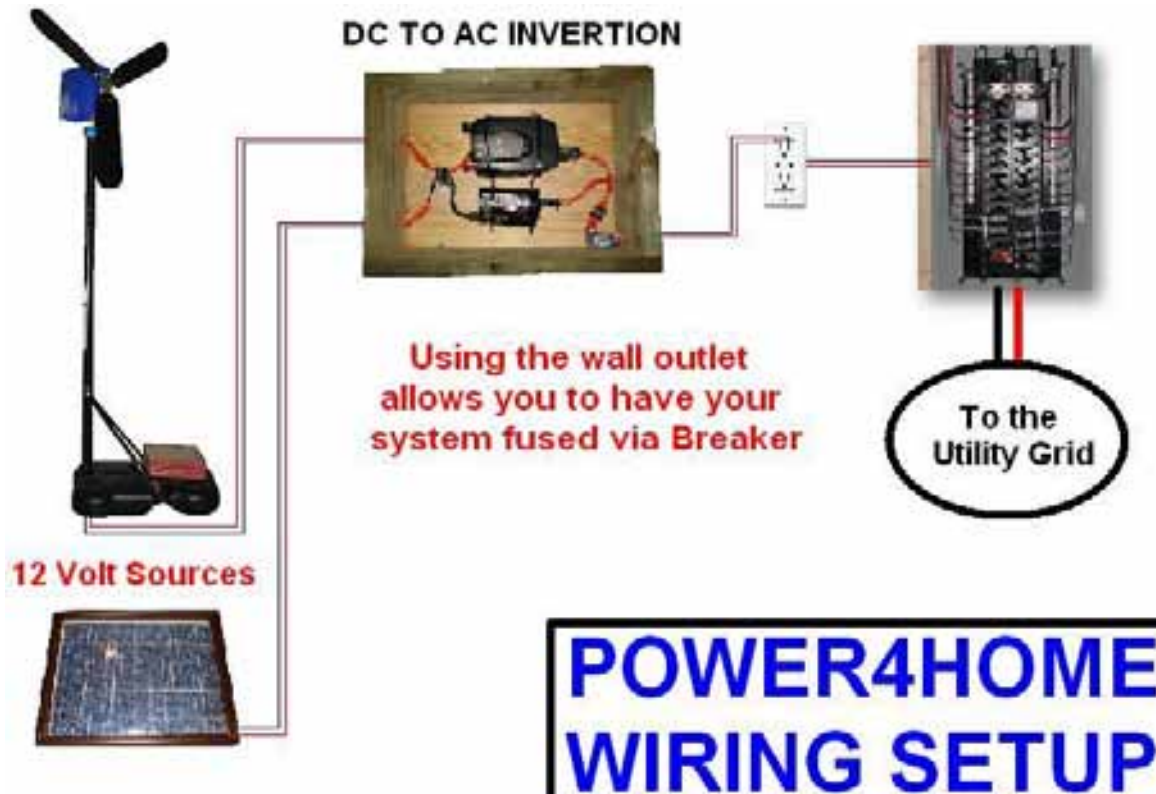 DC TO AC INVERTION
Using the wall outlet
allows you to have your
system fused via Breaker
To the
Utility Grid
12 Volt Sources
POWER4HOME
WIRING SETUP